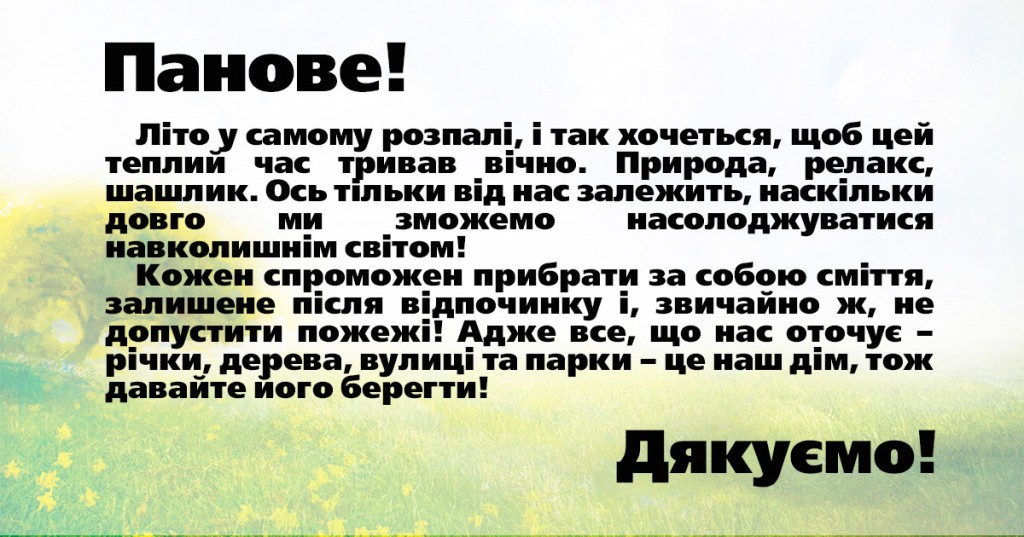 Панове!
Літо у самому розпалі, і так хочеться, щоб цей
теплий час тривав вічно. Природа, релакс,
шашлик. Ось тільки від нас залежить, наскільки
довго ми зможемо насолоджуватися
навколишнім світом!
Кожен спроможен прибрати за собою сміття,
залишене після відпочинку і, звичайно ж, не
допустити пожежі! Адже все, що нас оточує –
річки, дерева, вулиці та парки – це наш дім, тож
давайте його берегти!
Дякуємо!